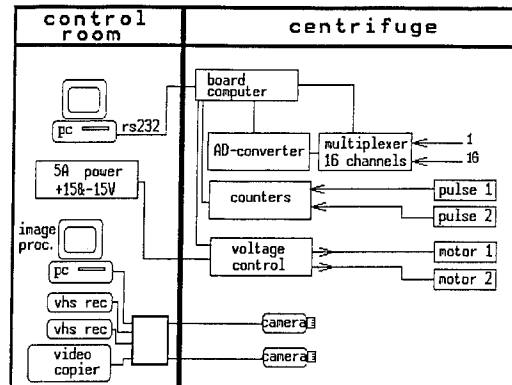 control
room
centrifuge
board
computer
pc
rs232
AD-converter
multiplexer
16 channels
1
16
5A power
+15&-15V
counters
pulse 1
pulse 2
image
proc.
pc
voltage
control
motor 1
motor 2
vhs rec
vhs rec
video
copier
camera
camera